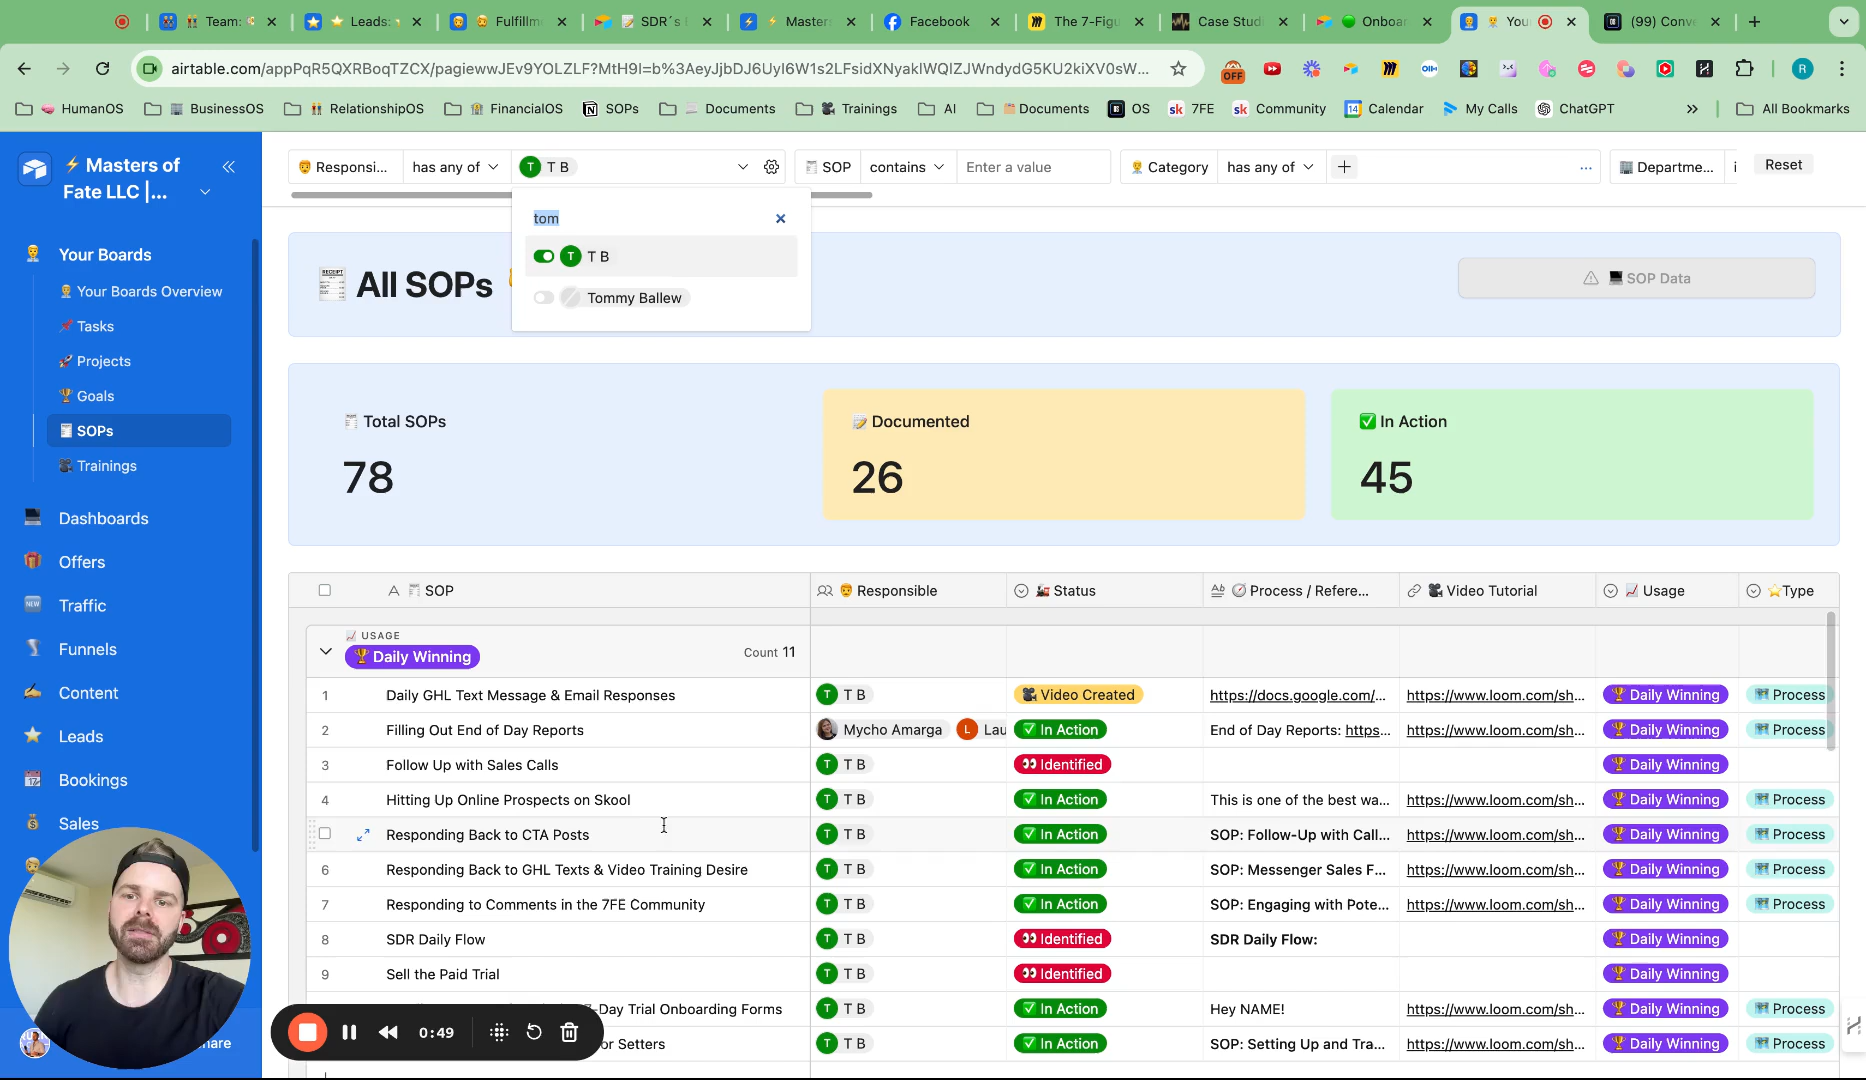 Team:
Leads:
Fulfillm
SDR´s
Masters
Facebook
The 7-Figu
Case Studi
Onboar
You
(99) Conve
airtable.com/appPqR5QXRBoqTZCX/pagiewwJEv9YOLZLF?MtH9I=b%3AeyJjbDJ6UyI6W1s2LFsidXNyaklWQlZJWndydG5KU2kiXV0sW...
OFF
R
HumanOS
BusinessOS
RelationshipOS
FinancialOS
SOPs
Documents
Trainings
AI
Documents
OS
sk 7FE
sk Community
14 Calendar
My Calls
ChatGPT
All Bookmarks
Masters of
Fate LLC |...
Your Boards
Your Boards Overview
Tasks
Projects
Goals
SOPs
Trainings
Dashboards
Offers
Traffic
Funnels
Content
Leads
Bookings
Sales
hare
Responsi...
has any of
T T B
SOP
contains
Enter a value
Category
has any of
Departme...
i
Reset
tom
T T B
Tommy Ballew
RECEIPT
All SOPs
SOP Data
Total SOPs
78
Documented
26
In Action
45
SOP
Responsible
Status
Process / Refere...
Video Tutorial
Usage
Type
USAGE
Daily Winning
Count 11
1 Daily GHL Text Message & Email Responses T T B Video Created https://docs.google.com/... https://www.loom.com/sh... Daily Winning Process
2 Filling Out End of Day Reports Mycho Amarga L Lau In Action End of Day Reports: https... https://www.loom.com/sh... Daily Winning Process
3 Follow Up with Sales Calls T T B Identified Daily Winning
4 Hitting Up Online Prospects on Skool T T B In Action This is one of the best wa... https://www.loom.com/sh... Daily Winning Process
Responding Back to CTA Posts T T B In Action SOP: Follow-Up with Call... https://www.loom.com/sh... Daily Winning Process
6 Responding Back to GHL Texts & Video Training Desire T T B In Action SOP: Messenger Sales F... https://www.loom.com/sh... Daily Winning Process
7 Responding to Comments in the 7FE Community T T B In Action SOP: Engaging with Pote... https://www.loom.com/sh... Daily Winning Process
8 SDR Daily Flow T T B Identified SDR Daily Flow: Daily Winning
9 Sell the Paid Trial T T B Identified Daily Winning
-Day Trial Onboarding Forms T T B In Action Hey NAME! https://www.loom.com/sh... Daily Winning Process
or Setters T T B In Action SOP: Setting Up and Tra... https://www.loom.com/sh... Daily Winning Process
0:49